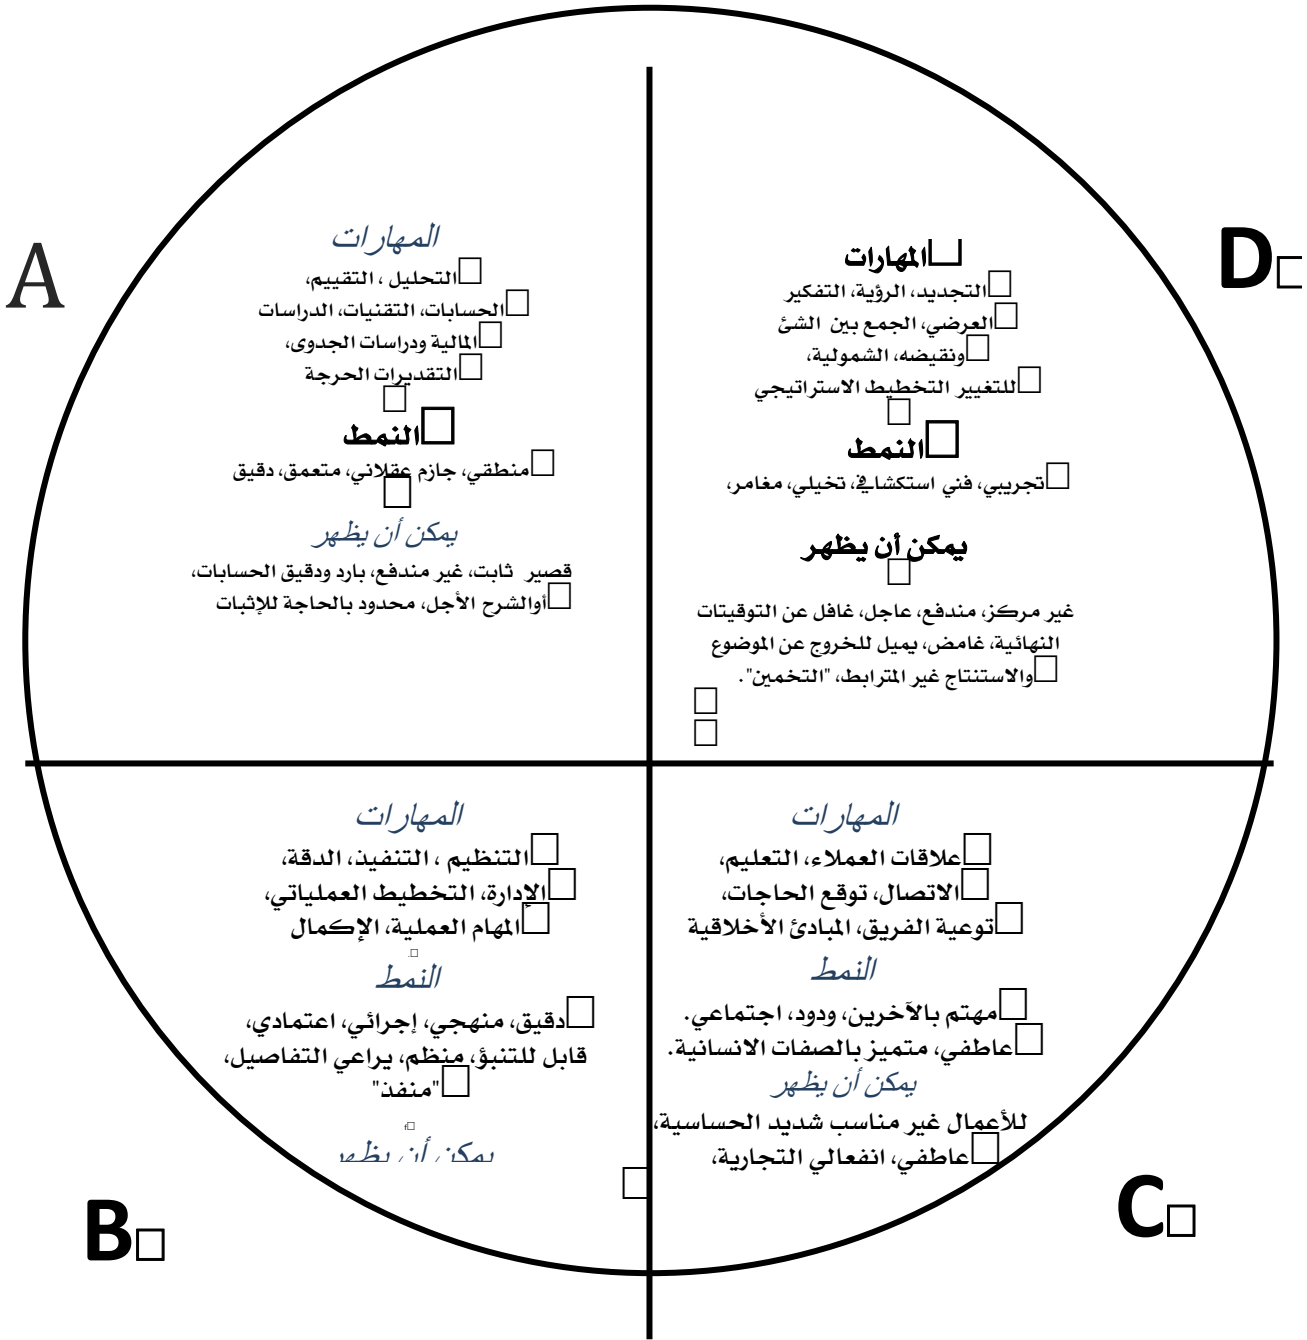 A
المهارات
التحليل ، التقييم،
الحسابات، التقنيات، الدراسات
المالية ودراسات الجدوى،
التقديرات الحرجة
النمط
منطقي، جازم عقلاني، متعمق، دقيق
يمكن أن يظهر
قصير ثابت، غير مندفع، بارد ودقيق الحسابات،
أوالشرح الأجل، محدود بالحاجة للإثبات
D
المهارات
التجديد، الرؤية، التفكير
العرضي، الجمع بين الشئ
ونقيضه، الشمولية،
للتغيير التخطيط الاستراتيجي
النمط
تجريبي، فني استكشافي، تخيلي، مغامر،
يمكن أن يظهر
غير مركز، مندفع، عاجل، غافل عن التوقيتات
النهائية، غامض، يميل للخروج عن الموضوع
والاستنتاج غير المترابط، "التخمين".
B
المهارات
التنظيم ، التنفيذ، الدقة،
الإدارة، التخطيط العملياتي،
المهام العملية، الإكمال
النمط
دقيق، منهجي، إجرائي، اعتمادي،
قابل للتنبؤ، منظم، يراعي التفاصيل،
"منفذ"
يمكن أن يظهر
C
المهارات
علاقات العملاء، التعليم،
الاتصال، توقع الحاجات،
توعية الفريق، المبادئ الأخلاقية
النمط
مهتم بالآخرين، ودود، اجتماعي.
عاطفي، متميز بالصفات الانسانية.
يمكن أن يظهر
للأعمال غير مناسب شديد الحساسية،
عاطفي، انفعالي التجارية،